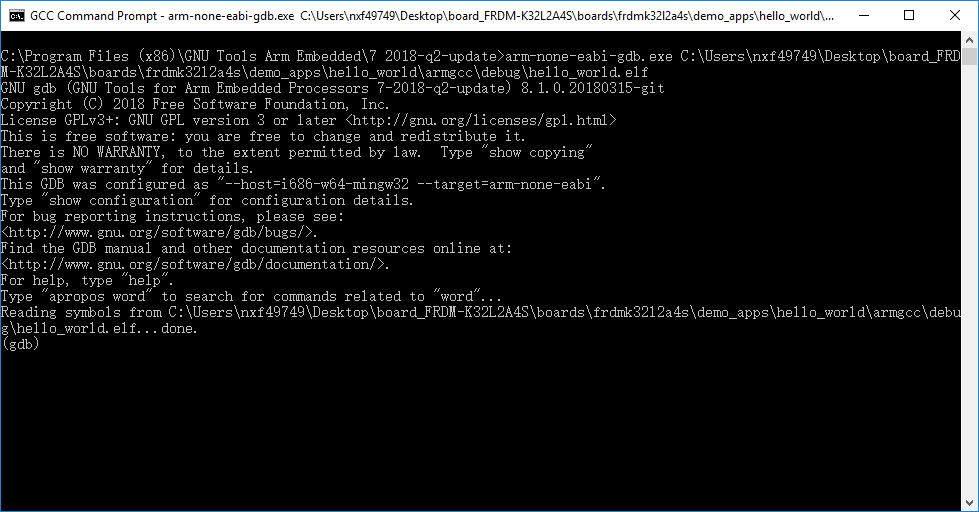 GCC Command Prompt - arm-none-eabi-gdb.exe C:\Users\nxf49749\Desktop\board_FRDM-K32L2A4S\boards\frdmk32l2a4s\demo_apps\hello_world\...
C:\Program Files (x86)\GNU Tools Arm Embedded\7 2018-q2-update>arm-none-eabi-gdb.exe C:\Users\nxf49749\Desktop\board_FRD
M-K32L2A4S\boards\frdmk32l2a4s\demo_apps\hello_world\armgcc\debug\hello_world.elf
GNU gdb (GNU Tools for Arm Embedded Processors 7-2018-q2-update) 8.1.0.20180315-git
Copyright (C) 2018 Free Software Foundation, Inc.
License GPLv3+: GNU GPL version 3 or later <http://gnu.org/licenses/gpl.html>
This is free software: you are free to change and redistribute it.
There is NO WARRANTY, to the extent permitted by law.  Type "show copying"
and "show warranty" for details.
This GDB was configured as "--host=i686-w64-mingw32 --target=arm-none-eabi".
Type "show configuration" for configuration details.
For bug reporting instructions, please see:
<http://www.gnu.org/software/gdb/bugs/>.
Find the GDB manual and other documentation resources online at:
<http://www.gnu.org/software/gdb/documentation/>.
For help, type "help".
Type "apropos word" to search for commands related to "word"...
Reading symbols from C:\Users\nxf49749\Desktop\board_FRDM-K32L2A4S\boards\frdmk32l2a4s\demo_apps\hello_world\armgcc\debu
g\hello_world.elf...done.
(gdb)